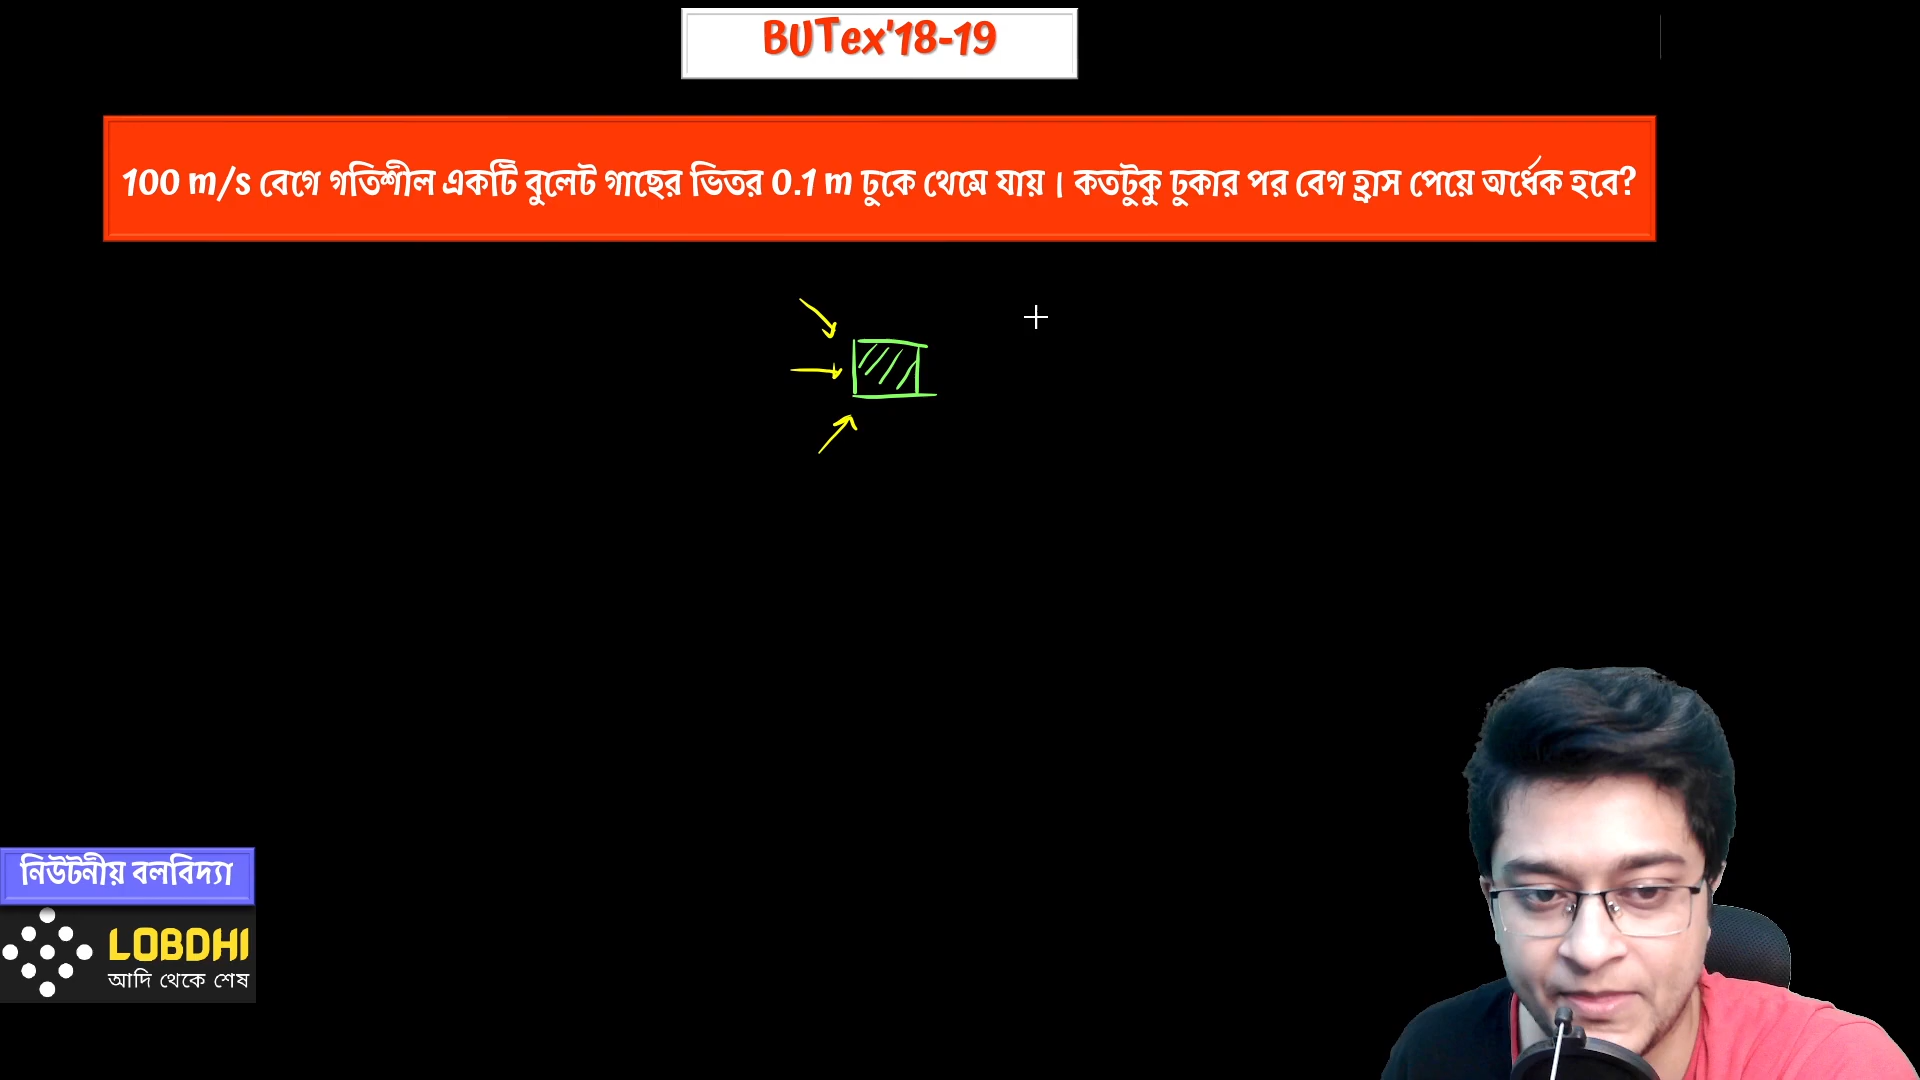 BUTex'18-19
100 m/s বেগে গতিশীল একটি বুলেট গাছের ভিতর 0.1 m ঢুকে থেমে যায়। কতটুকু ঢুকার পর বেগ হ্রাস পেয়ে অর্ধেক হবে?
নিউটনীয় বলবিদ্যা
LOBDHI
আদি থেকে শেষ